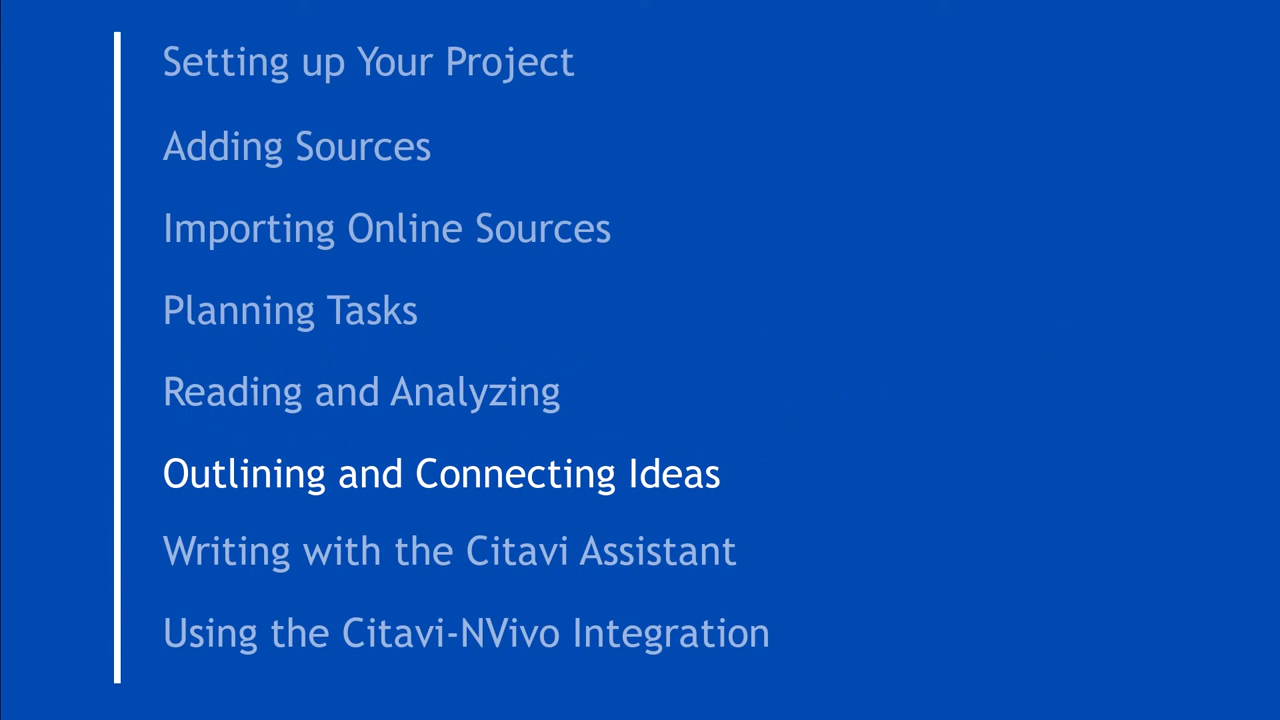 Setting up Your Project
Adding Sources
Importing Online Sources
Planning Tasks
Reading and Analyzing
Outlining and Connecting Ideas
Writing with the Citavi Assistant
Using the Citavi-NVivo Integration